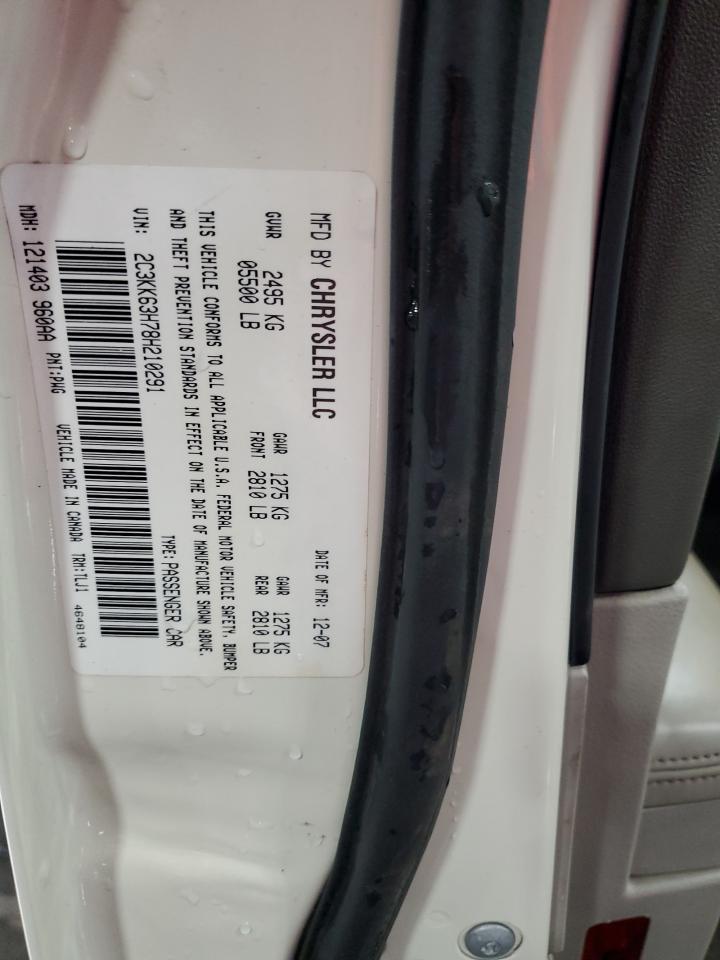 MFD BY CHRYSLER LLC DATE OF MFR: 12-07
GVWR 2495 KG GAWR 1275 KG GAWR 1275 KG
05500 LB FRONT 2810 LB REAR 2810 LB
THIS VEHICLE CONFORMS TO ALL APPLICABLE U.S.A. FEDERAL MOTOR VEHICLE SAFETY, BUMPER
AND THEFT PREVENTION STANDARDS IN EFFECT ON THE DATE OF MANUFACTURE SHOWN ABOVE.
VIN: 2C3KK63H78H210291 TYPE: PASSENGER CAR
MDH: 121403 960AA PNT:PWG VEHICLE MADE IN CANADA TRM:TLJ1 4648104